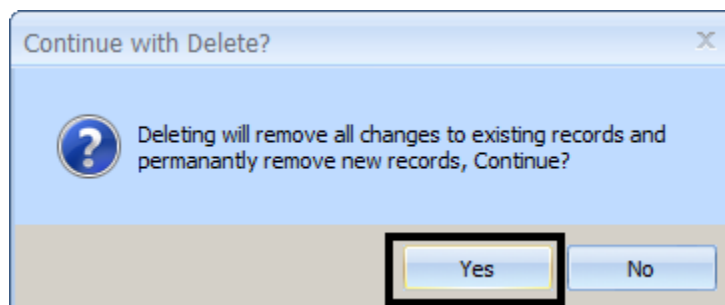 Continue with Delete?
Deleting will remove all changes to existing records and
permanantly remove new records, Continue?
Yes
No